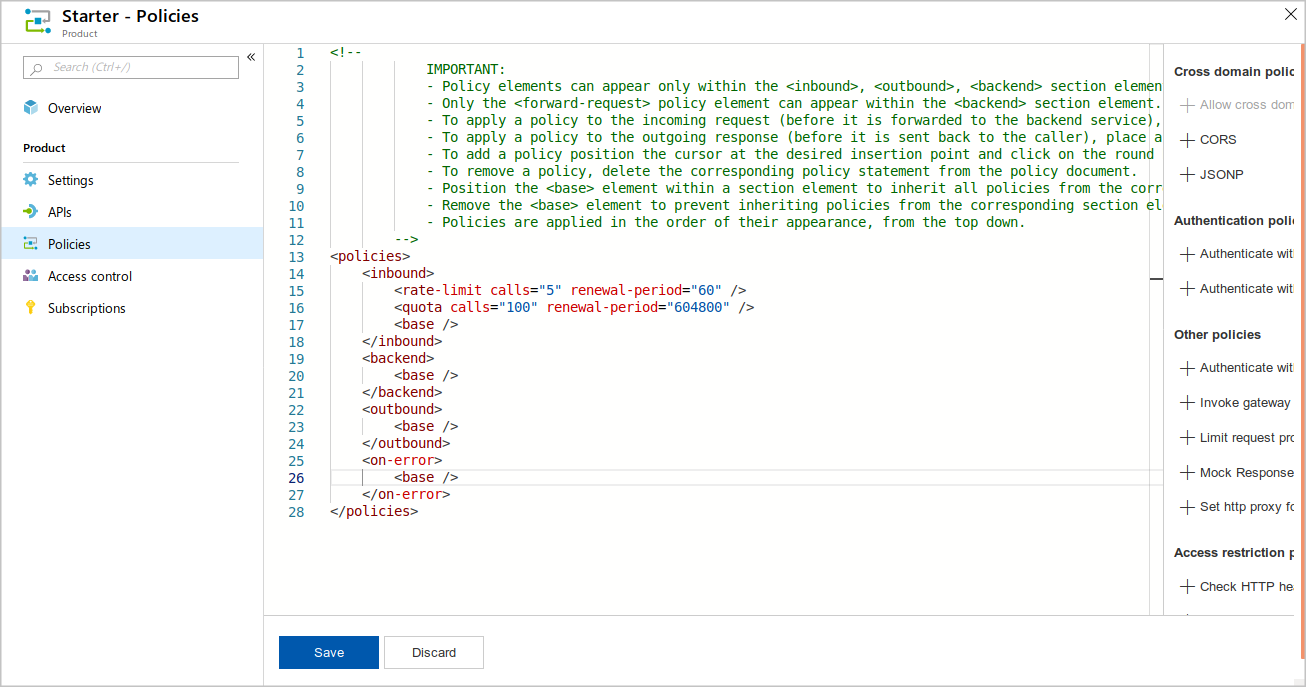 Starter - Policies
Product
Search (Ctrl+/)
«
Overview
Product
Settings
APIs
Policies
Access control
Subscriptions
1 <!--
2 IMPORTANT:
3 - Policy elements can appear only within the <inbound>, <outbound>, <backend> section elemen
4 - Only the <forward-request> policy element can appear within the <backend> section element.
5 - To apply a policy to the incoming request (before it is forwarded to the backend service),
6 - To apply a policy to the outgoing response (before it is sent back to the caller), place a
7 - To add a policy position the cursor at the desired insertion point and click on the round
8 - To remove a policy, delete the corresponding policy statement from the policy document.
9 - Position the <base> element within a section element to inherit all policies from the corr
10 - Remove the <base> element to prevent inheriting policies from the corresponding section el
11 - Policies are applied in the order of their appearance, from the top down.
12 -->
13 <policies>
14 <inbound>
15 <rate-limit calls="5" renewal-period="60" />
16 <quota calls="100" renewal-period="604800" />
17 <base />
18 </inbound>
19 <backend>
20 <base />
21 </backend>
22 <outbound>
23 <base />
24 </outbound>
25 <on-error>
26 <base />
27 </on-error>
28 </policies>
Cross domain polic
Allow cross dom
CORS
JSONP
Authentication poli
Authenticate wit
Authenticate wit
Other policies
Authenticate wit
Invoke gateway
Limit request pro
Mock Response
Set http proxy fo
Access restriction p
Check HTTP hea
Save
Discard